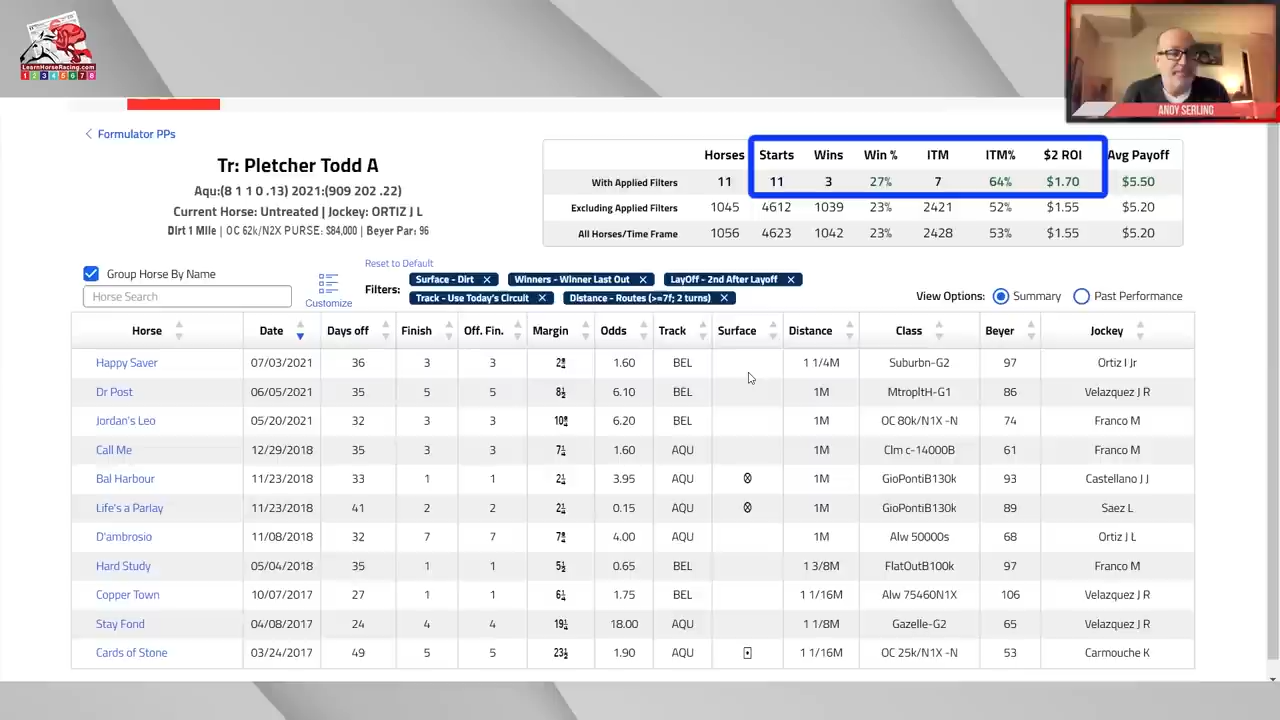 LearnHorseRacing.com
1 2 3 4 5 6 7 8
ANDY SERLING
Formulator PPs
Tr: Pletcher Todd A
Aqu:(8 1 1 0 .13) 2021:(909 202 .22)
Current Horse: Untreated | Jockey: ORTIZ J L
Dirt 1 Mile | OC 62k/N2X PURSE: $84,000 | Beyer Par: 96
Horses Starts Wins Win % ITM ITM% $2 ROI Avg Payoff
With Applied Filters 11 11 3 27% 7 64% $1.70 $5.50
Excluding Applied Filters 1045 4612 1039 23% 2421 52% $1.55 $5.20
All Horses/Time Frame 1056 4623 1042 23% 2428 53% $1.55 $5.20
Group Horse By Name
Horse Search
Customize
Reset to Default
Filters: Surface - Dirt × Winners - Winner Last Out × LayOff - 2nd After Layoff ×
Track - Use Today's Circuit × Distance - Routes (>=7f; 2 turns) ×
View Options: Summary Past Performance
Horse Date Days off Finish Off. Fin. Margin Odds Track Surface Distance Class Beyer Jockey
Happy Saver 07/03/2021 36 3 3 1.60 BEL 1 1/4M Suburbn-G2 97 Ortiz I Jr
Dr Post 06/05/2021 35 5 5 8½ 6.10 BEL 1M MtropltH-G1 86 Velazquez J R
Jordan's Leo 05/20/2021 32 3 3 6.20 BEL 1M OC 80k/N1X -N 74 Franco M
Call Me 12/29/2018 35 3 3 7¼ 1.60 AQU 1M Clm c-14000B 61 Franco M
Bal Harbour 11/23/2018 33 1 1 2¼ 3.95 AQU ⊗ 1M GioPontiB130k 93 Castellano J J
Life's a Parlay 11/23/2018 41 2 2 2¼ 0.15 AQU ⊗ 1M GioPontiB130k 89 Saez L
D'ambrosio 11/08/2018 32 7 7 4.00 AQU 1M Alw 50000s 68 Ortiz J L
Hard Study 05/04/2018 35 1 1 5½ 0.65 BEL 1 3/8M FlatOutB100k 97 Franco M
Copper Town 10/07/2017 27 1 1 6¼ 1.75 BEL 1 1/16M Alw 75460N1X 106 Velazquez J R
Stay Fond 04/08/2017 24 4 4 19¼ 18.00 AQU 1 1/8M Gazelle-G2 65 Velazquez J R
Cards of Stone 03/24/2017 49 5 5 23½ 1.90 AQU 1 1/16M OC 25k/N1X -N 53 Carmouche K